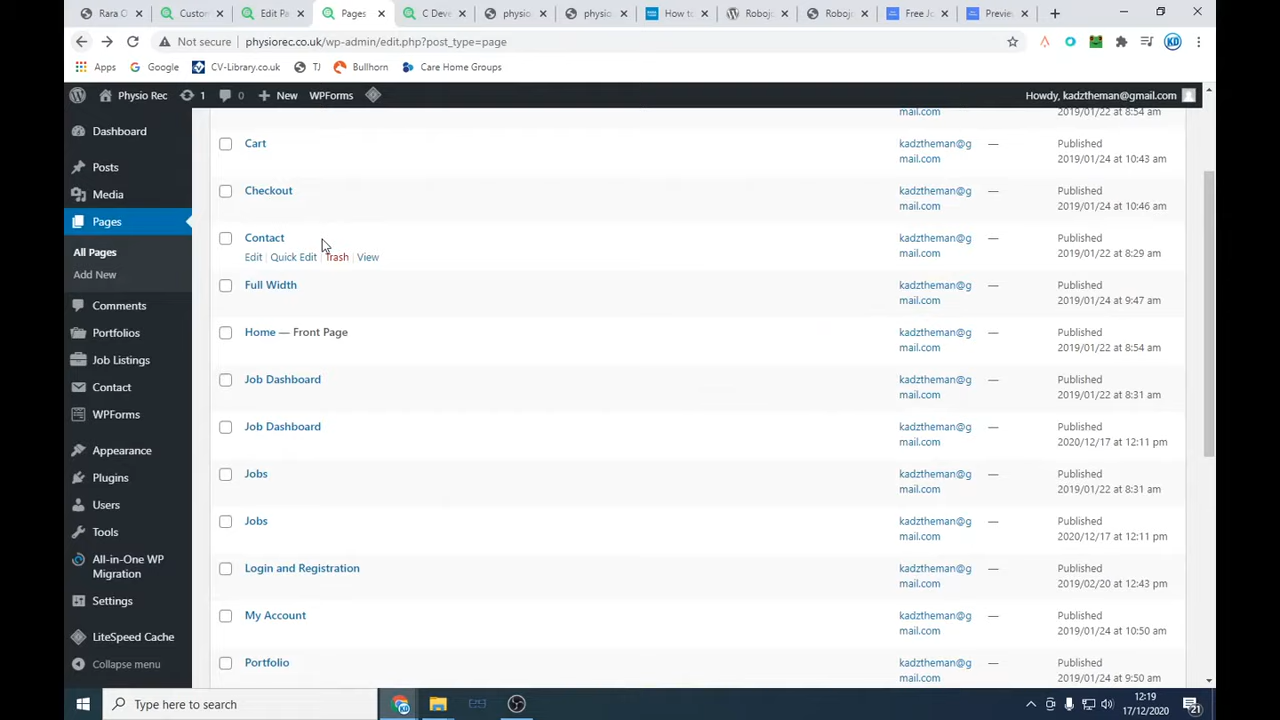 Rara O
Custom
Edit Pa
Pages
C Deve
physio
physio
How to
Roboju
Roboju
Free Jo
Preview
Not secure
physiorec.co.uk/wp-admin/edit.php?post_type=page
Apps
Google
CV-Library.co.uk
TJ
Bullhorn
Care Home Groups
Physio Rec
1
0
New
WPForms
Howdy, kadztheman@gmail.com
Dashboard
Posts
Media
Pages
All Pages
Add New
Comments
Portfolios
Job Listings
Contact
WPForms
Appearance
Plugins
Users
Tools
All-in-One WP
Migration
Settings
LiteSpeed Cache
Collapse menu
mail.com
2019/01/22 at 8:54 am
Cart
kadztheman@g
mail.com
—
Published
2019/01/24 at 10:43 am
Checkout
kadztheman@g
mail.com
—
Published
2019/01/24 at 10:46 am
Contact
Edit | Quick Edit | Trash | View
kadztheman@g
mail.com
—
Published
2019/01/22 at 8:29 am
Full Width
kadztheman@g
mail.com
—
Published
2019/01/24 at 9:47 am
Home — Front Page
kadztheman@g
mail.com
—
Published
2019/01/22 at 8:54 am
Job Dashboard
kadztheman@g
mail.com
—
Published
2019/01/22 at 8:31 am
Job Dashboard
kadztheman@g
mail.com
—
Published
2020/12/17 at 12:11 pm
Jobs
kadztheman@g
mail.com
—
Published
2019/01/22 at 8:31 am
Jobs
kadztheman@g
mail.com
—
Published
2020/12/17 at 12:11 pm
Login and Registration
kadztheman@g
mail.com
—
Published
2019/02/20 at 12:43 pm
My Account
kadztheman@g
mail.com
—
Published
2019/01/24 at 10:50 am
Portfolio
kadztheman@g
mail.com
—
Published
2019/01/24 at 9:50 am
Type here to search
12:19
17/12/2020
21
KD